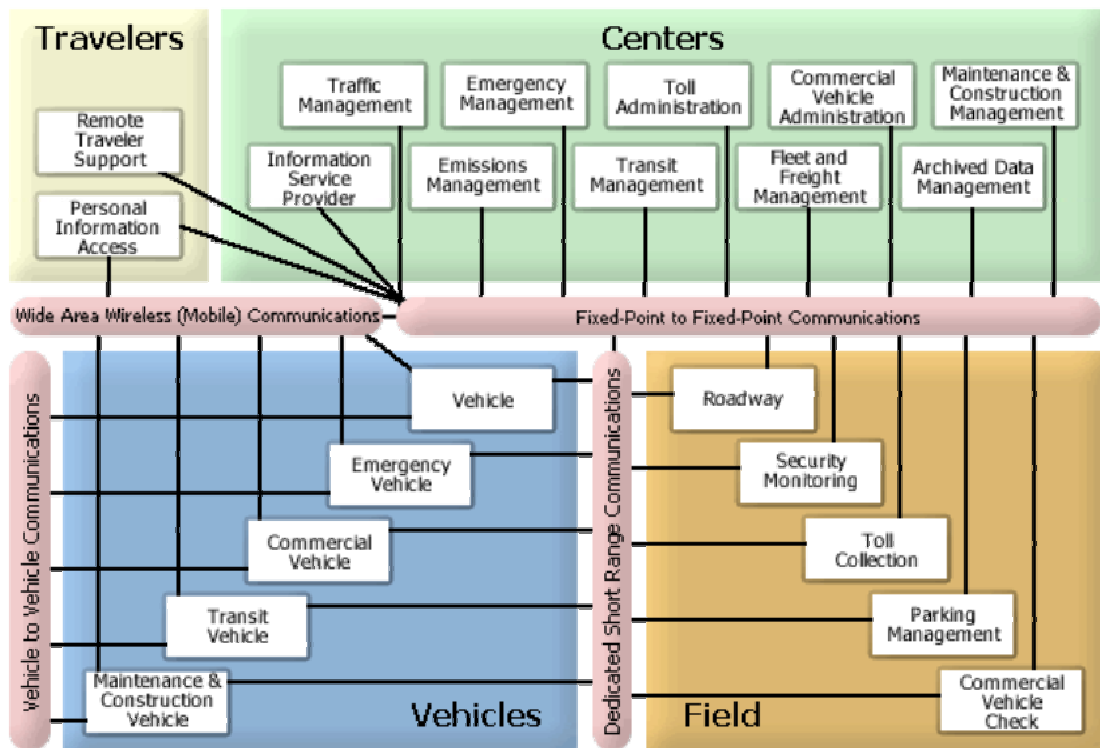 Travelers
Centers
Traffic
Management
Emergency
Management
Toll
Administration
Commercial
Vehicle
Administration
Maintenance &
Construction
Management
Remote
Traveler
Support
Information
Service
Provider
Emissions
Management
Transit
Management
Fleet and
Freight
Management
Archived Data
Management
Personal
Information
Access
Wide Area Wireless (Mobile) Communications
Fixed-Point to Fixed-Point Communications
Vehicle to Vehicle Communications
Vehicle
Emergency
Vehicle
Commercial
Vehicle
Transit
Vehicle
Maintenance &
Construction
Vehicle
Vehicles
Dedicated Short Range Communications
Roadway
Security
Monitoring
Toll
Collection
Parking
Management
Commercial
Vehicle
Check
Field